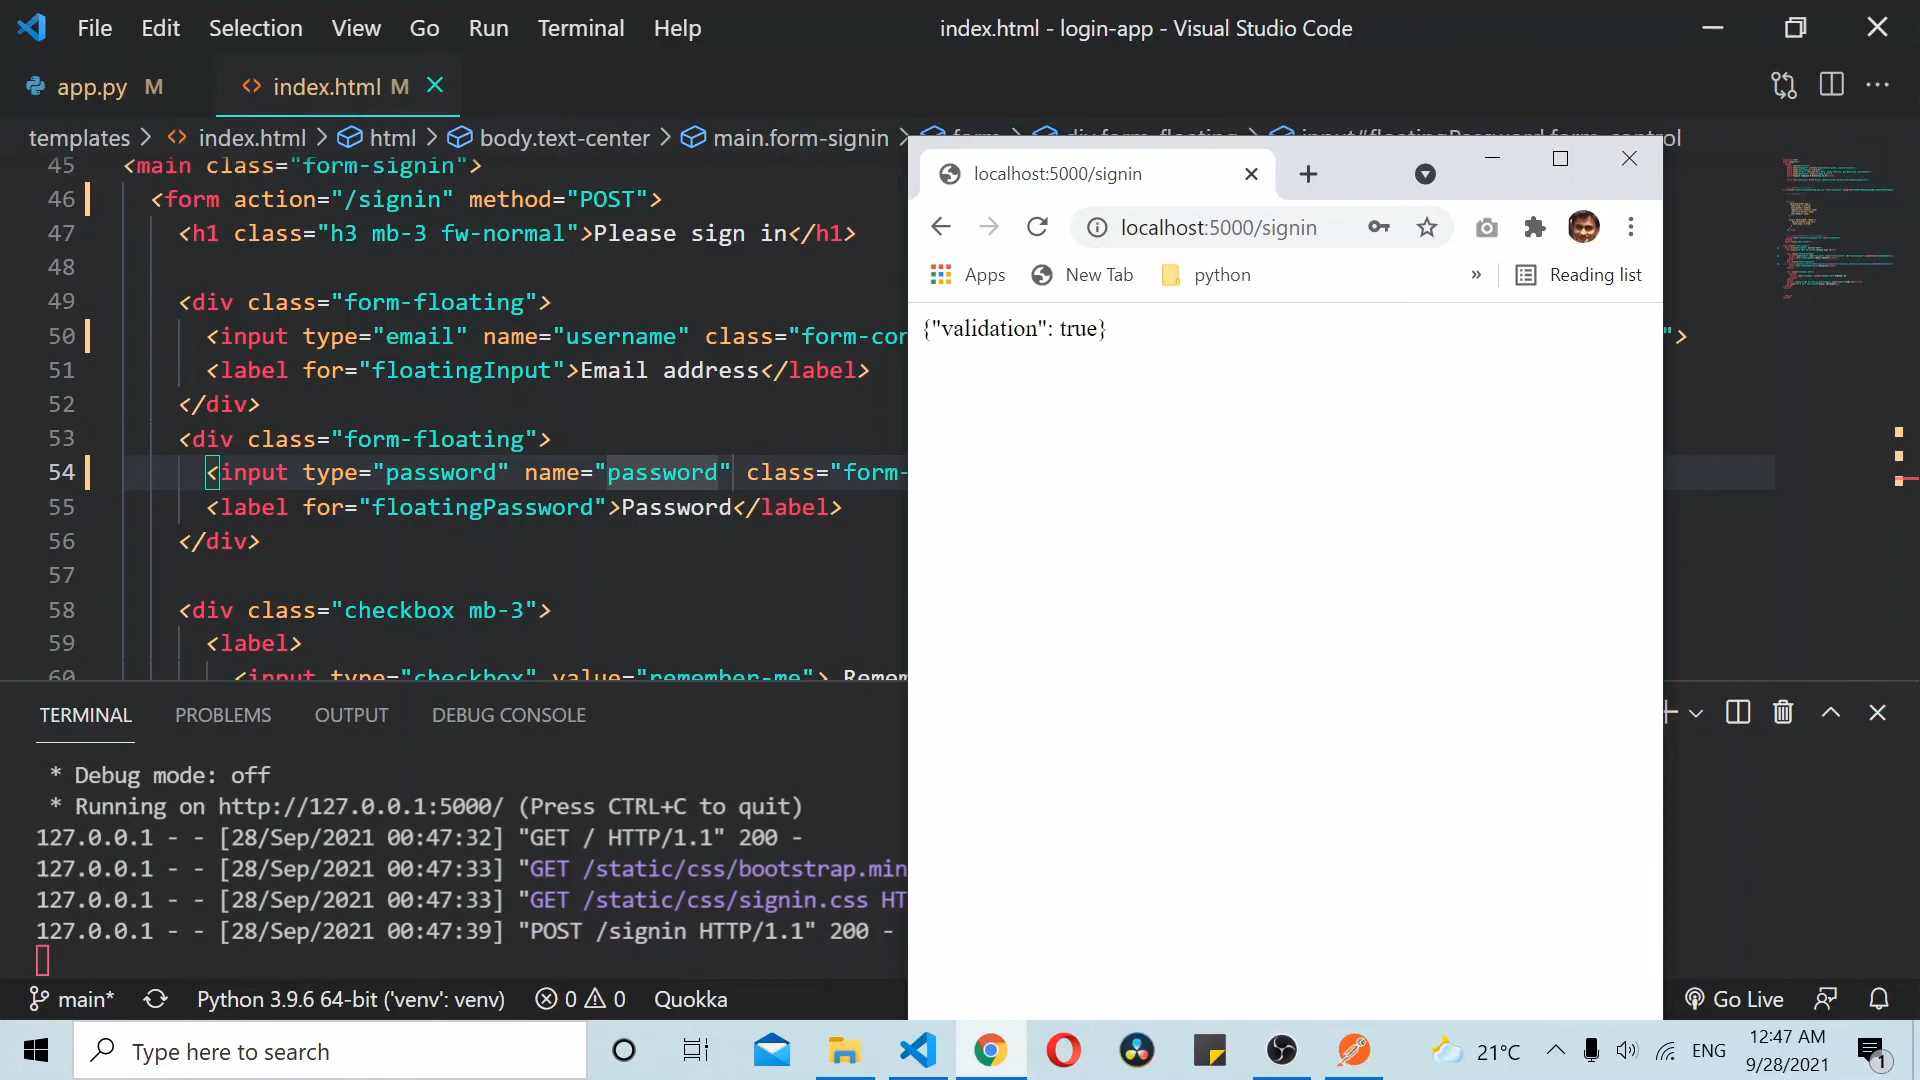 File Edit Selection View Go Run Terminal Help
index.html - login-app - Visual Studio Code
app.py M
index.html M
templates > index.html > html > body.text-center > main.form-signin >
45 <main class="form-signin">
46 <form action="/signin" method="POST">
47 <h1 class="h3 mb-3 fw-normal">Please sign in</h1>
48
49 <div class="form-floating">
50 <input type="email" name="username" class="form-con
">
51 <label for="floatingInput">Email address</label>
52 </div>
53 <div class="form-floating">
54 <input type="password" name="password" class="form-
55 <label for="floatingPassword">Password</label>
56 </div>
57
58 <div class="checkbox mb-3">
59 <label>
60 <input type="checkbox" value="remember-me"> Remem
localhost:5000/signin
localhost:5000/signin
Apps New Tab python » Reading list
{"validation": true}
TERMINAL PROBLEMS OUTPUT DEBUG CONSOLE
* Debug mode: off
* Running on http://127.0.0.1:5000/ (Press CTRL+C to quit)
127.0.0.1 - - [28/Sep/2021 00:47:32] "GET / HTTP/1.1" 200 -
127.0.0.1 - - [28/Sep/2021 00:47:33] "GET /static/css/bootstrap.min
127.0.0.1 - - [28/Sep/2021 00:47:33] "GET /static/css/signin.css HT
127.0.0.1 - - [28/Sep/2021 00:47:39] "POST /signin HTTP/1.1" 200 -
main* Python 3.9.6 64-bit ('venv': venv) 0 0 Quokka
Go Live
Type here to search
21°C ENG
12:47 AM
9/28/2021
1